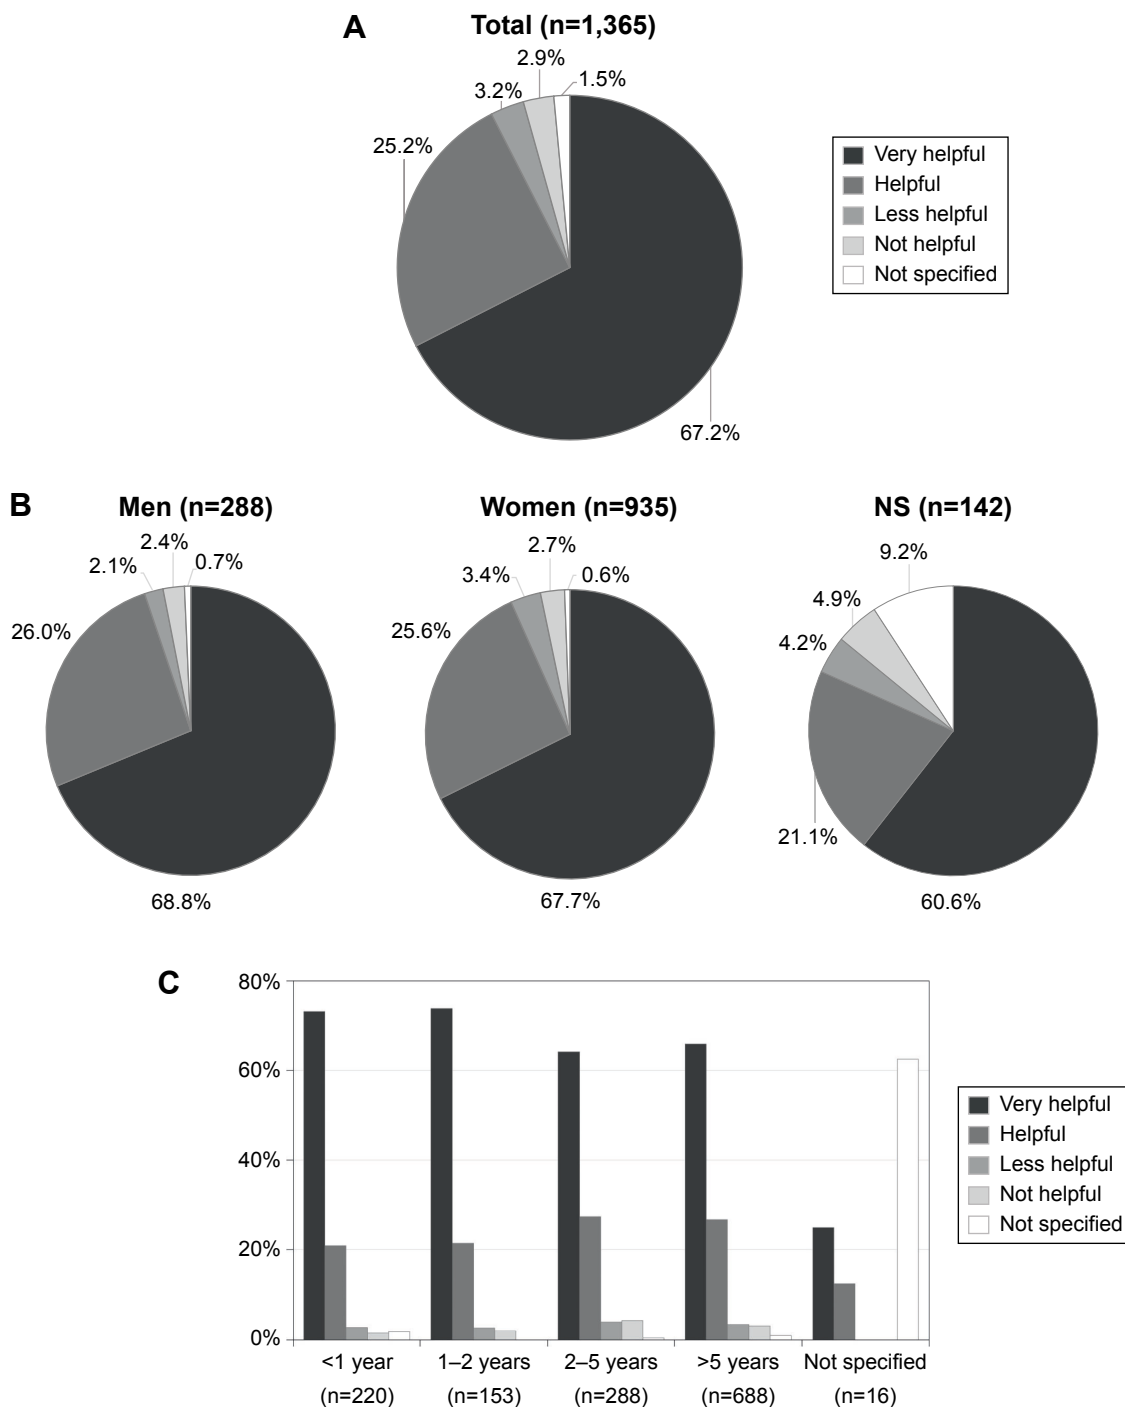 A
Total (n=1,365)
2.9%
1.5%
3.2%
25.2%
67.2%
Very helpful
Helpful
Less helpful
Not helpful
Not specified
B
Men (n=288)
2.4%
2.1%
0.7%
26.0%
68.8%
Women (n=935)
2.7%
3.4%
0.6%
25.6%
67.7%
NS (n=142)
9.2%
4.9%
4.2%
21.1%
60.6%
C
80%
60%
40%
20%
0%
<1 year
(n=220)
1–2 years
(n=153)
2–5 years
(n=288)
>5 years
(n=688)
Not specified
(n=16)
Very helpful
Helpful
Less helpful
Not helpful
Not specified